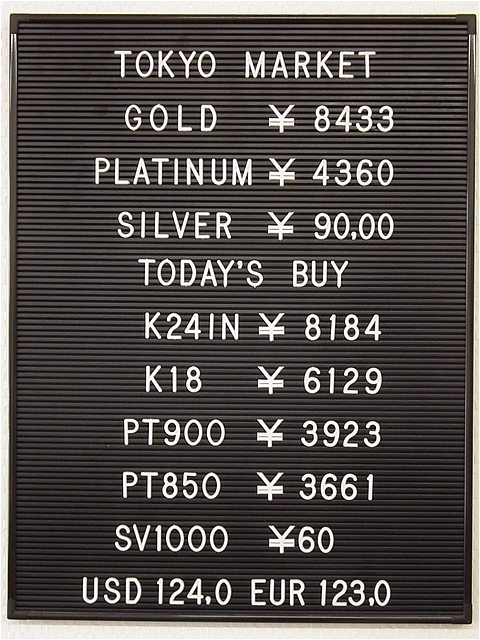 TOKYO MARKET
GOLD ¥ 8433
PLATINUM ¥ 4360
SILVER ¥ 90,00
TODAY'S BUY
K24IN ¥ 8184
K18 ¥ 6129
PT900 ¥ 3923
PT850 ¥ 3661
SV1000 ¥60
USD 124,0 EUR 123,0